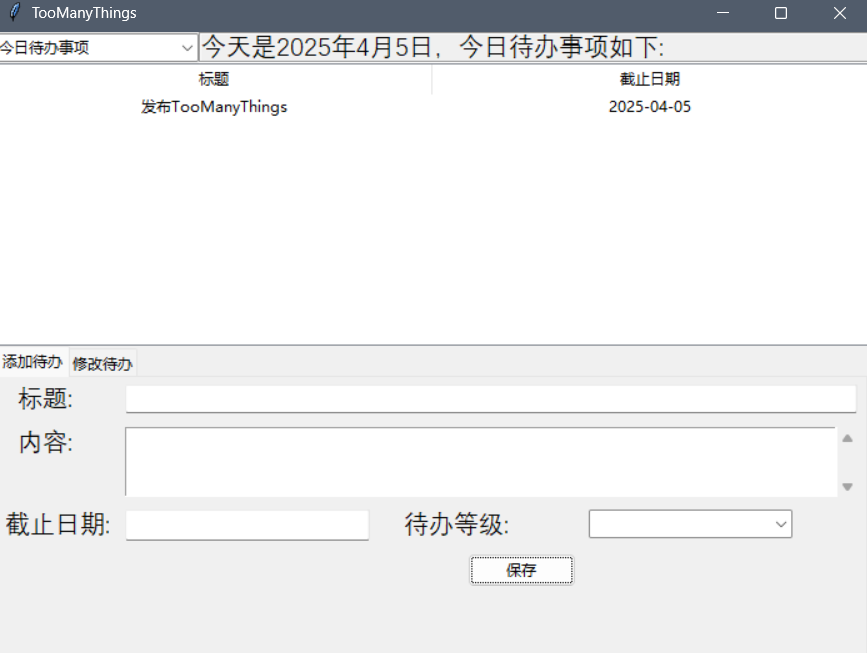 TooManyThings
今日待办事项 今天是2025年4月5日，今日待办事项如下:
标题 截止日期
发布TooManyThings 2025-04-05
添加待办 修改待办
标题:
内容:
截止日期: 待办等级:
保存